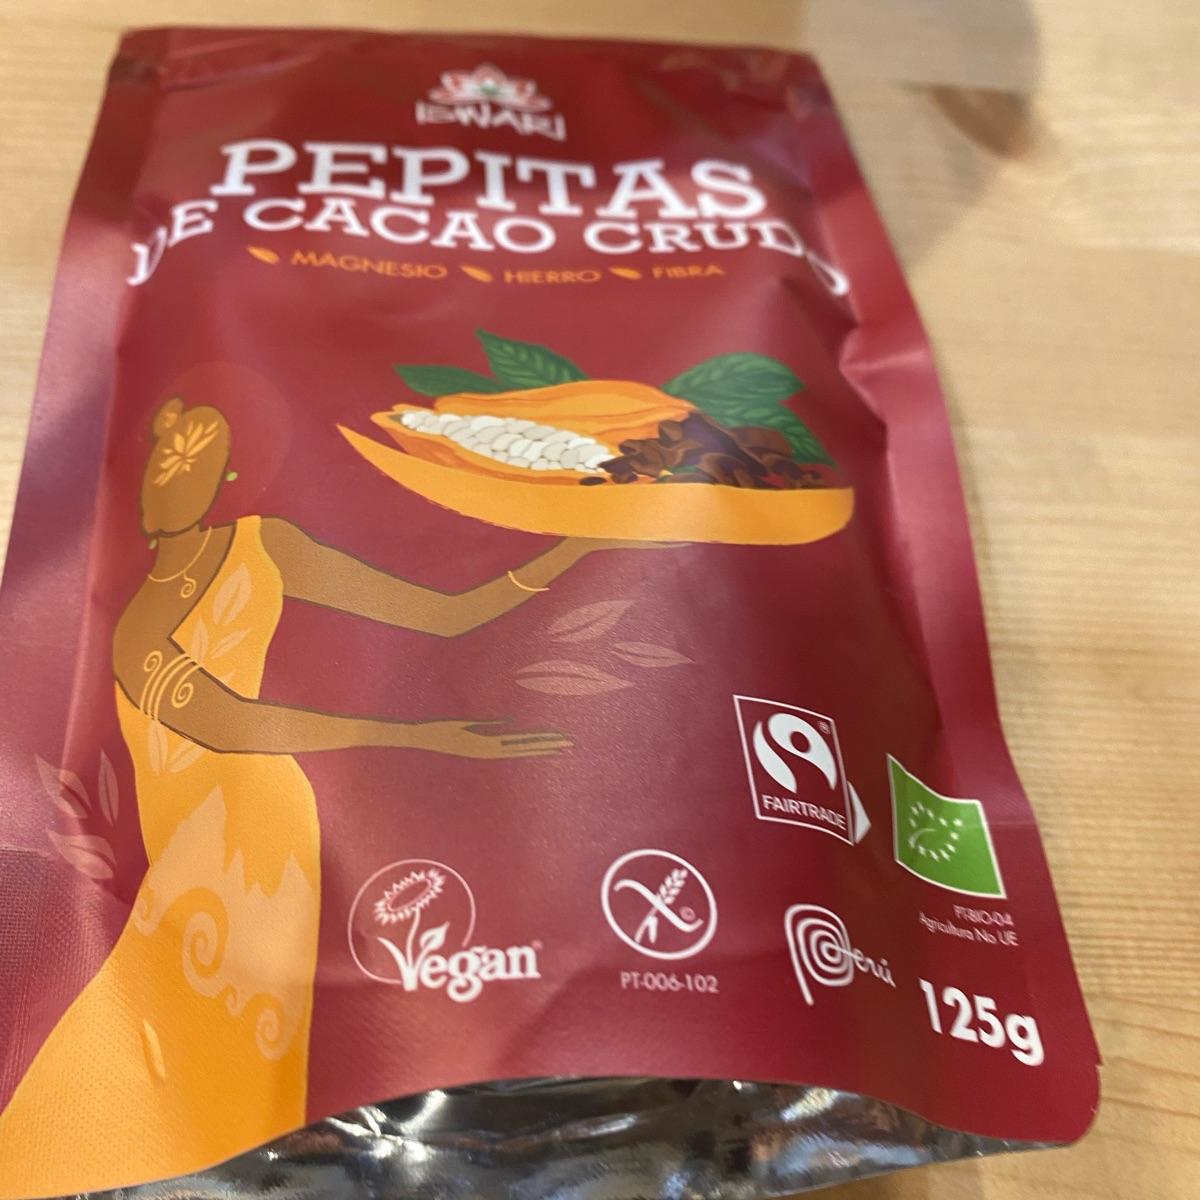 ISWARI
PEPITAS
DE CACAO CRUDO
MAGNESIO HIERRO FIBRA
FAIRTRADE
PT-BIO-04
Agricultura No UE
Vegan
PT-006-102
Perú
125g